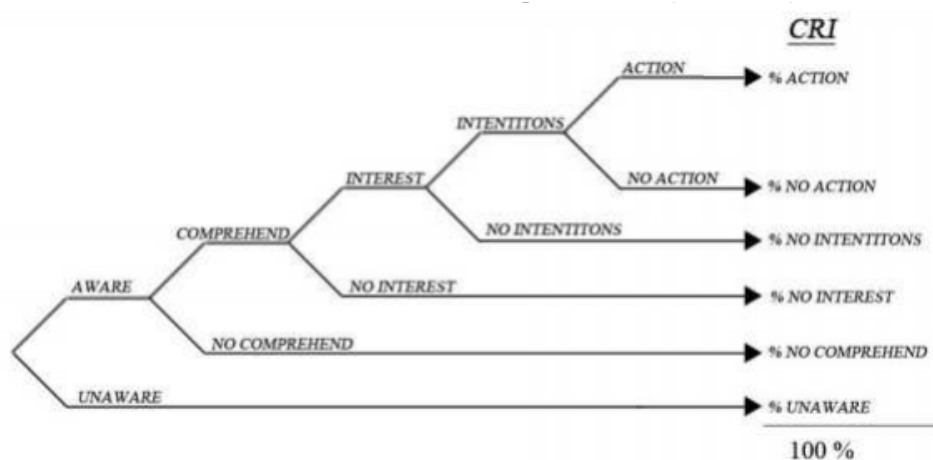 CRI
ACTION % ACTION
INTENTITONS
INTEREST NO ACTION % NO ACTION
COMPREHEND NO INTENTITONS % NO INTENTITONS
AWARE NO INTEREST % NO INTEREST
NO COMPREHEND % NO COMPREHEND
UNAWARE % UNAWARE
100 %